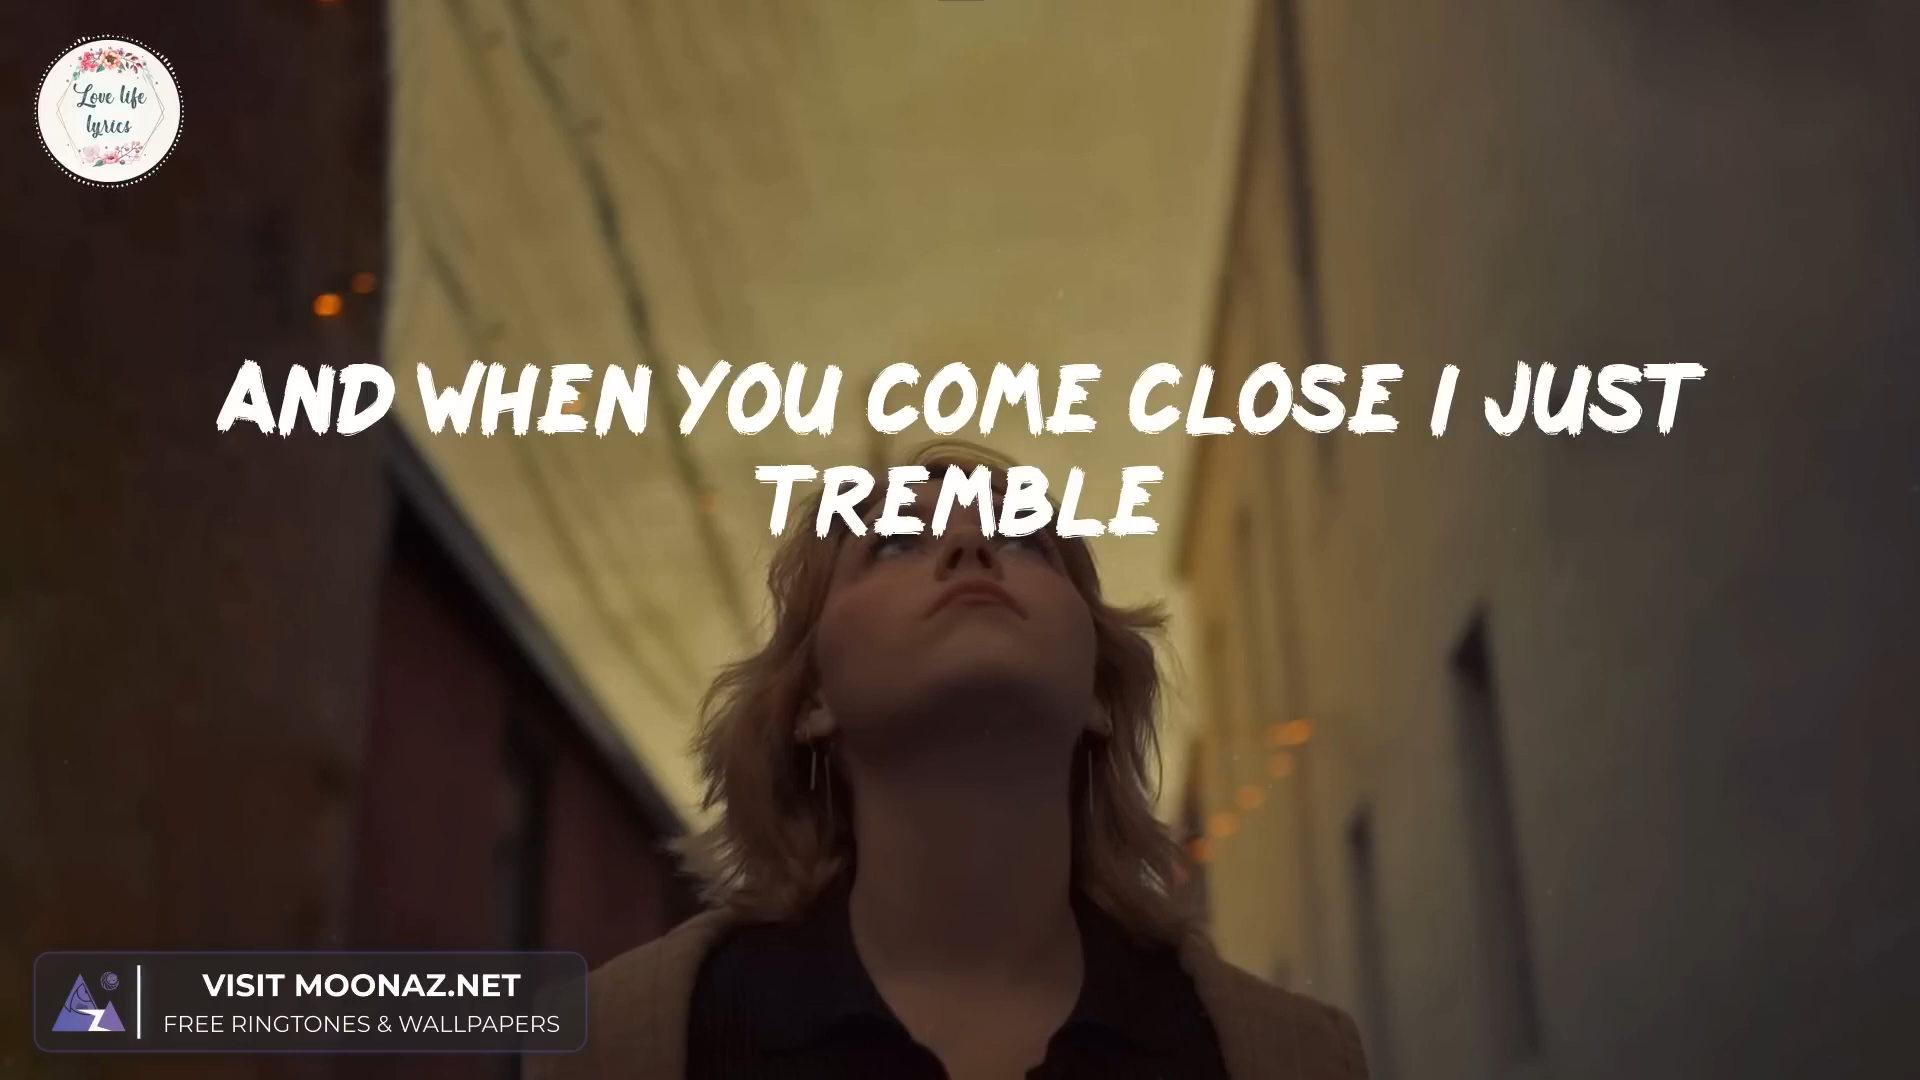 Love life
lyrics
AND WHEN YOU COME CLOSE I JUST
TREMBLE
VISIT MOONAZ.NET
FREE RINGTONES & WALLPAPERS